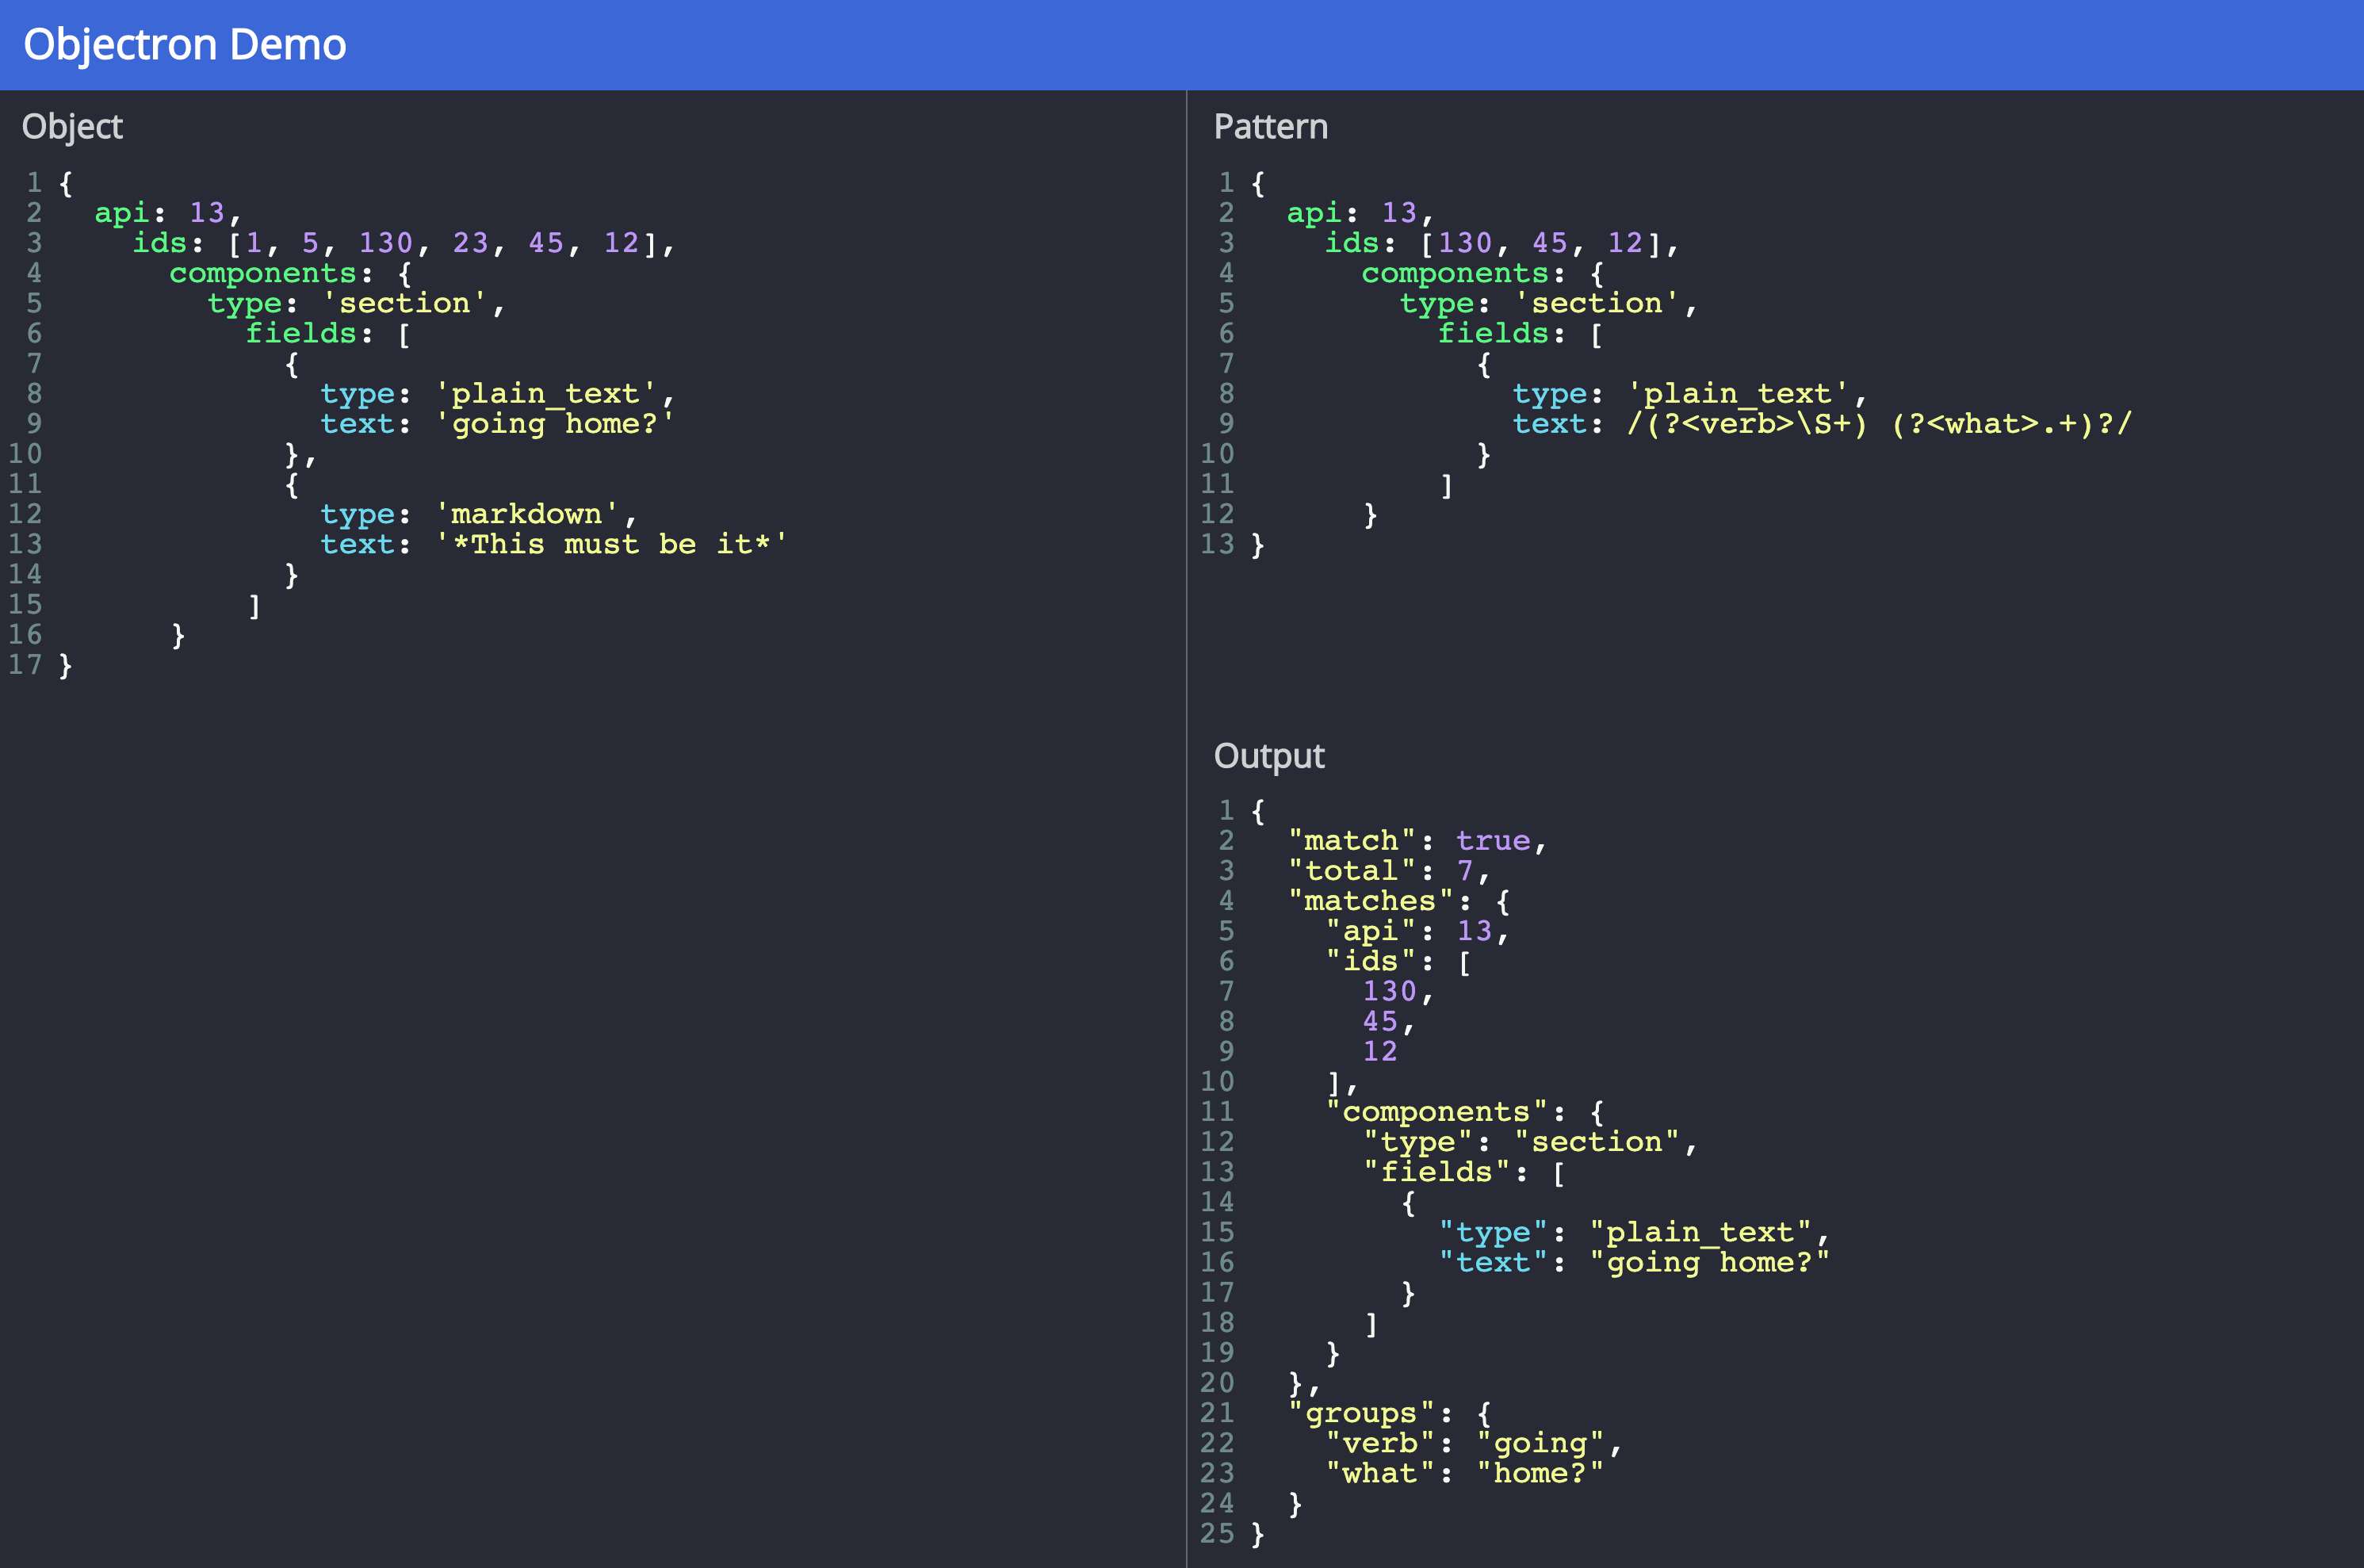 Objectron Demo
Object
1 {
2   api: 13,
3     ids: [1, 5, 130, 23, 45, 12],
4       components: {
5         type: 'section',
6           fields: [
7             {
8               type: 'plain_text',
9               text: 'going home?'
10             },
11             {
12               type: 'markdown',
13               text: '*This must be it*'
14             }
15           ]
16       }
17 }
Pattern
1 {
2   api: 13,
3     ids: [130, 45, 12],
4       components: {
5         type: 'section',
6           fields: [
7             {
8               type: 'plain_text',
9               text: /(?<verb>\S+) (?<what>.+)?/
10             }
11           ]
12       }
13 }
Output
1 {
2   "match": true,
3   "total": 7,
4   "matches": {
5     "api": 13,
6     "ids": [
7       130,
8       45,
9       12
10     ],
11     "components": {
12       "type": "section",
13       "fields": [
14         {
15           "type": "plain_text",
16           "text": "going home?"
17         }
18       ]
19     }
20   },
21   "groups": {
22     "verb": "going",
23     "what": "home?"
24   }
25 }